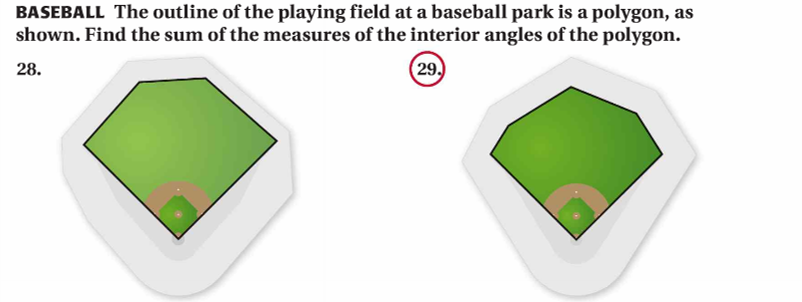 BASEBALL The outline of the playing field at a baseball park is a polygon, as
shown. Find the sum of the measures of the interior angles of the polygon.
28.
29.